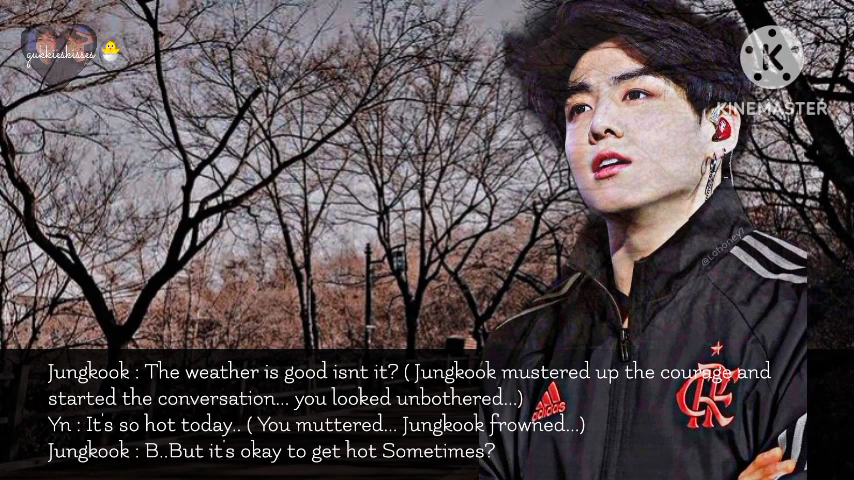 gukkieskisses 🐣
KINEMASTER
@Lohoney7
adidas
CRF
Jungkook : The weather is good isnt it? ( Jungkook mustered up the courage and
started the conversation... you looked unbothered...)
Yn : It's so hot today.. ( You muttered... Jungkook frowned...)
Jungkook : B..But it's okay to get hot Sometimes?